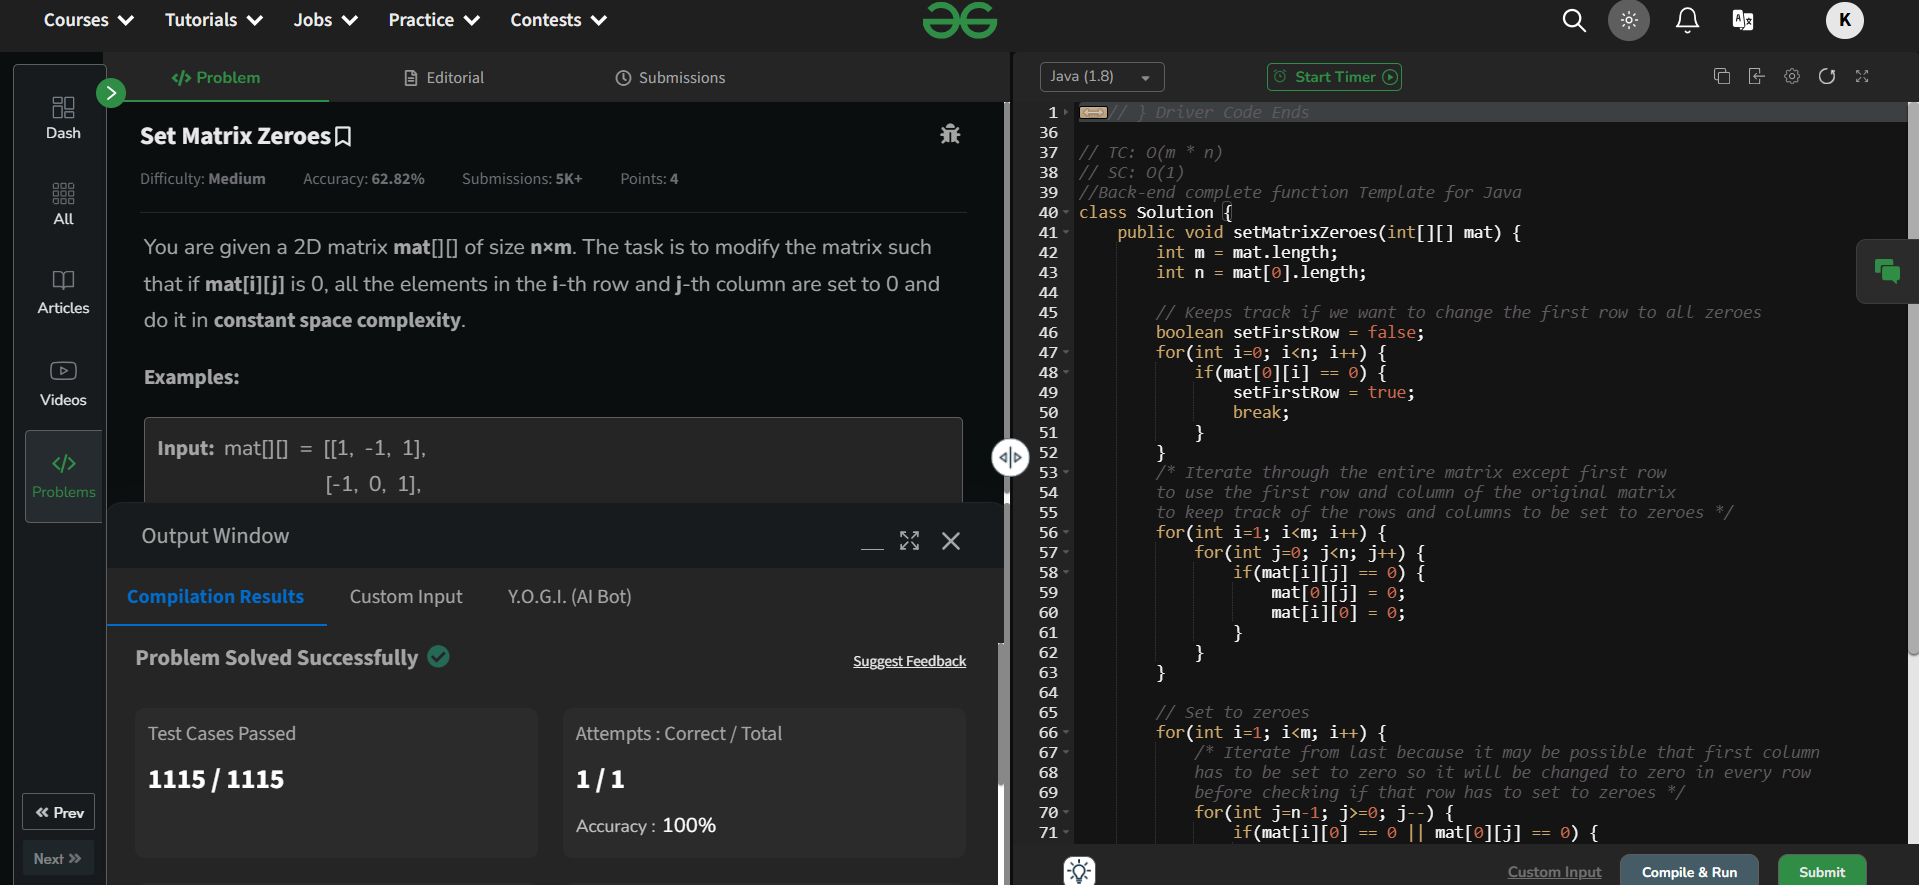 Courses Tutorials Jobs Practice Contests
K
Dash
All
Articles
Videos
</> Problems
Prev
Next
</> Problem Editorial Submissions
Set Matrix Zeroes
Difficulty: Medium Accuracy: 62.82% Submissions: 5K+ Points: 4
You are given a 2D matrix mat[][] of size n×m. The task is to modify the matrix such
that if mat[i][j] is 0, all the elements in the i-th row and j-th column are set to 0 and
do it in constant space complexity.
Examples:
Input: mat[][] = [[1, -1, 1],
[-1, 0, 1],
Output Window
Compilation Results Custom Input Y.O.G.I. (AI Bot)
Problem Solved Successfully
Suggest Feedback
Test Cases Passed
1115 / 1115
Attempts : Correct / Total
1 / 1
Accuracy : 100%
Java (1.8) Start Timer
1 // } Driver Code Ends
36
37 // TC: O(m * n)
38 // SC: O(1)
39 //Back-end complete function Template for Java
40 class Solution {
41 public void setMatrixZeroes(int[][] mat) {
42 int m = mat.length;
43 int n = mat[0].length;
44
45 // Keeps track if we want to change the first row to all zeroes
46 boolean setFirstRow = false;
47 for(int i=0; i<n; i++) {
48 if(mat[0][i] == 0) {
49 setFirstRow = true;
50 break;
51 }
52 }
53 /* Iterate through the entire matrix except first row
54 to use the first row and column of the original matrix
55 to keep track of the rows and columns to be set to zeroes */
56 for(int i=1; i<m; i++) {
57 for(int j=0; j<n; j++) {
58 if(mat[i][j] == 0) {
59 mat[0][j] = 0;
60 mat[i][0] = 0;
61 }
62 }
63 }
64
65 // Set to zeroes
66 for(int i=1; i<m; i++) {
67 /* Iterate from last because it may be possible that first column
68 has to be set to zero so it will be changed to zero in every row
69 before checking if that row has to set to zeroes */
70 for(int j=n-1; j>=0; j--) {
71 if(mat[i][0] == 0 || mat[0][j] == 0) {
Custom Input Compile & Run Submit